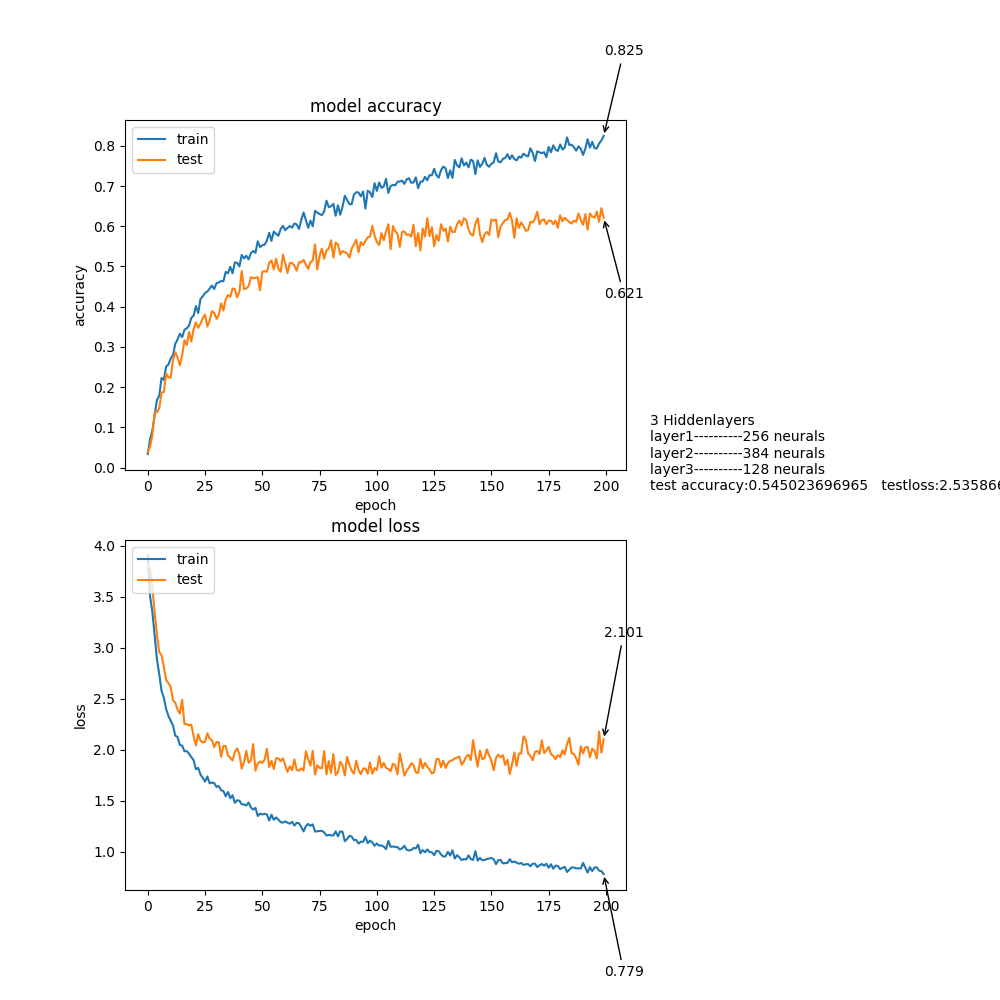 0.825
model accuracy
train
test
0.8
0.7
0.6
0.5
0.4
0.3
0.2
0.1
0.0
accuracy
0.621
0 25 50 75 100 125 150 175 200
epoch
3 Hiddenlayers
layer1----------256 neurals
layer2----------384 neurals
layer3----------128 neurals
test accuracy:0.545023696965 testloss:2.535866
model loss
train
test
4.0
3.5
3.0
2.5
2.0
1.5
1.0
loss
2.101
0 25 50 75 100 125 150 175 200
epoch
0.779